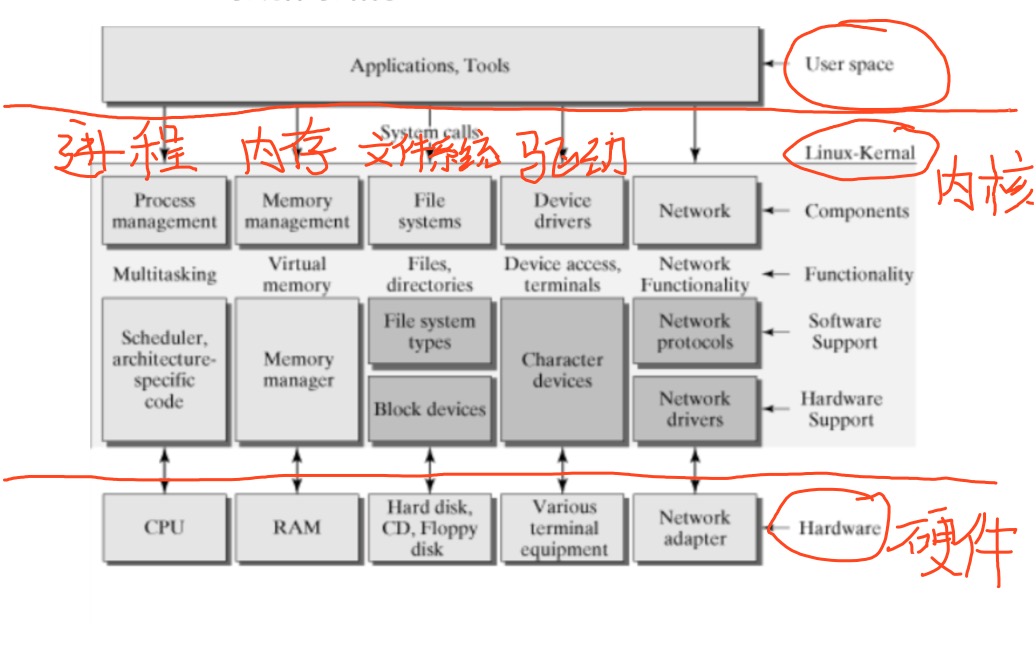 Applications, Tools
User space
System calls
进程 内存 文件系统 驱动
Linux-Kernal
内核
Process management
Memory management
File systems
Device drivers
Network
Components
Multitasking
Virtual memory
Files, directories
Device access, terminals
Network Functionality
Functionality
Scheduler, architecture-specific code
Memory manager
File system types
Block devices
Character devices
Network protocols
Software Support
Network drivers
Hardware Support
CPU
RAM
Hard disk, CD, Floppy disk
Various terminal equipment
Network adapter
Hardware
硬件